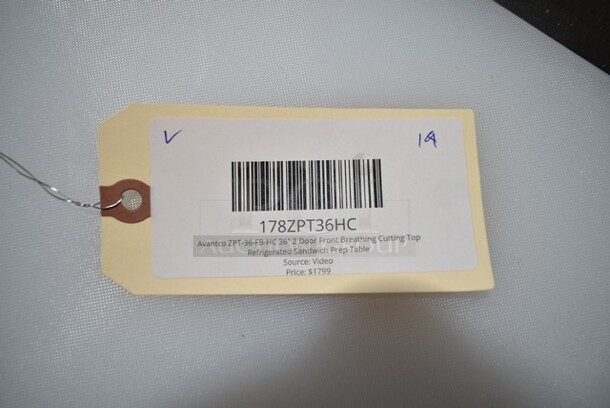 V
19
178ZPT36HC
Avantco ZPT-36-FB-HC 36" 2 Door Front Breathing Cutting Top
Refrigerated Sandwich Prep Table
Source: Video
Price: $1799